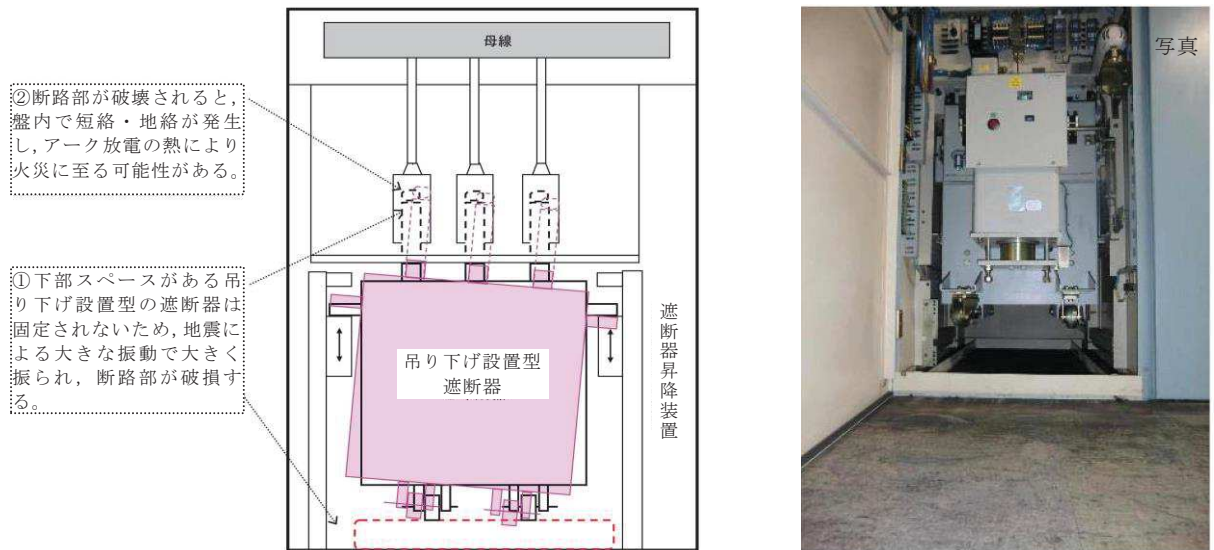 母線
②断路部が破壊されると,
盤内で短絡・地絡が発生
し,アーク放電の熱により
火災に至る可能性がある。
①下部スペースがある吊
り下げ設置型の遮断器は
固定されないため,地震に
よる大きな振動で大きく
振られ,断路部が破損す
る。
吊り下げ設置型
遮断器
遮断器昇降装置
写真